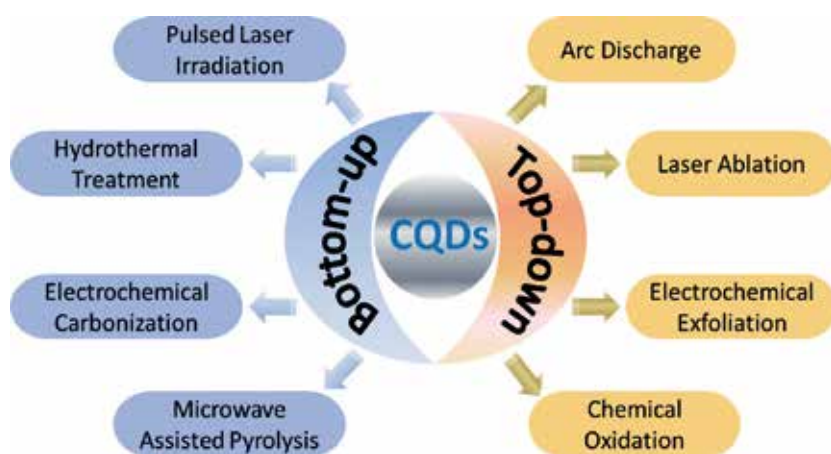 Pulsed Laser
Irradiation
Hydrothermal
Treatment
Electrochemical
Carbonization
Microwave
Assisted Pyrolysis
Bottom-up
CQDs
Top-down
Arc Discharge
Laser Ablation
Electrochemical
Exfoliation
Chemical
Oxidation